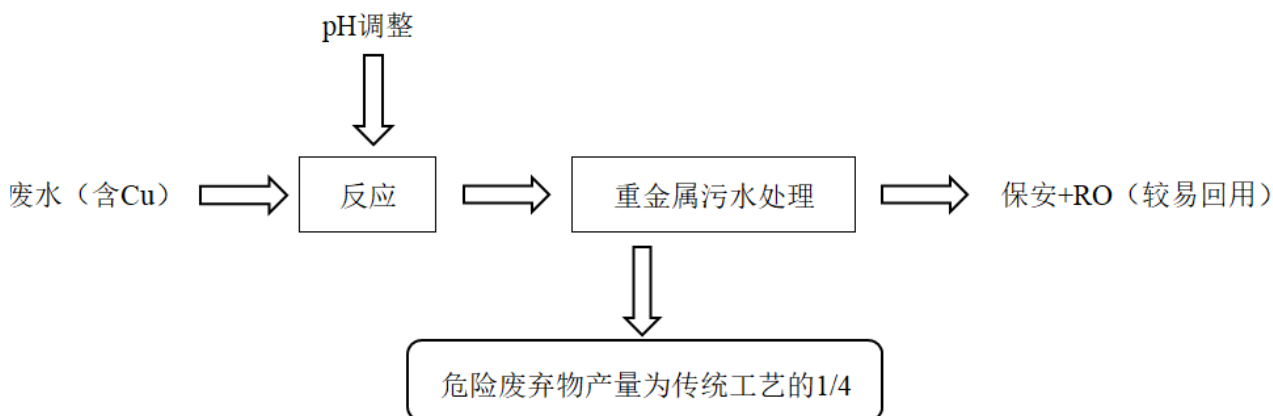 pH调整
废水（含Cu）
反应
重金属污水处理
保安+RO（较易回用）
危险废弃物产量为传统工艺的1/4